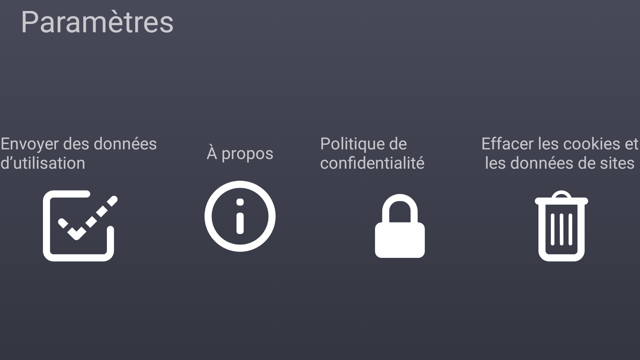 Paramètres
Envoyer des données
d’utilisation
À propos
Politique de
confidentialité
Effacer les cookies et
les données de sites